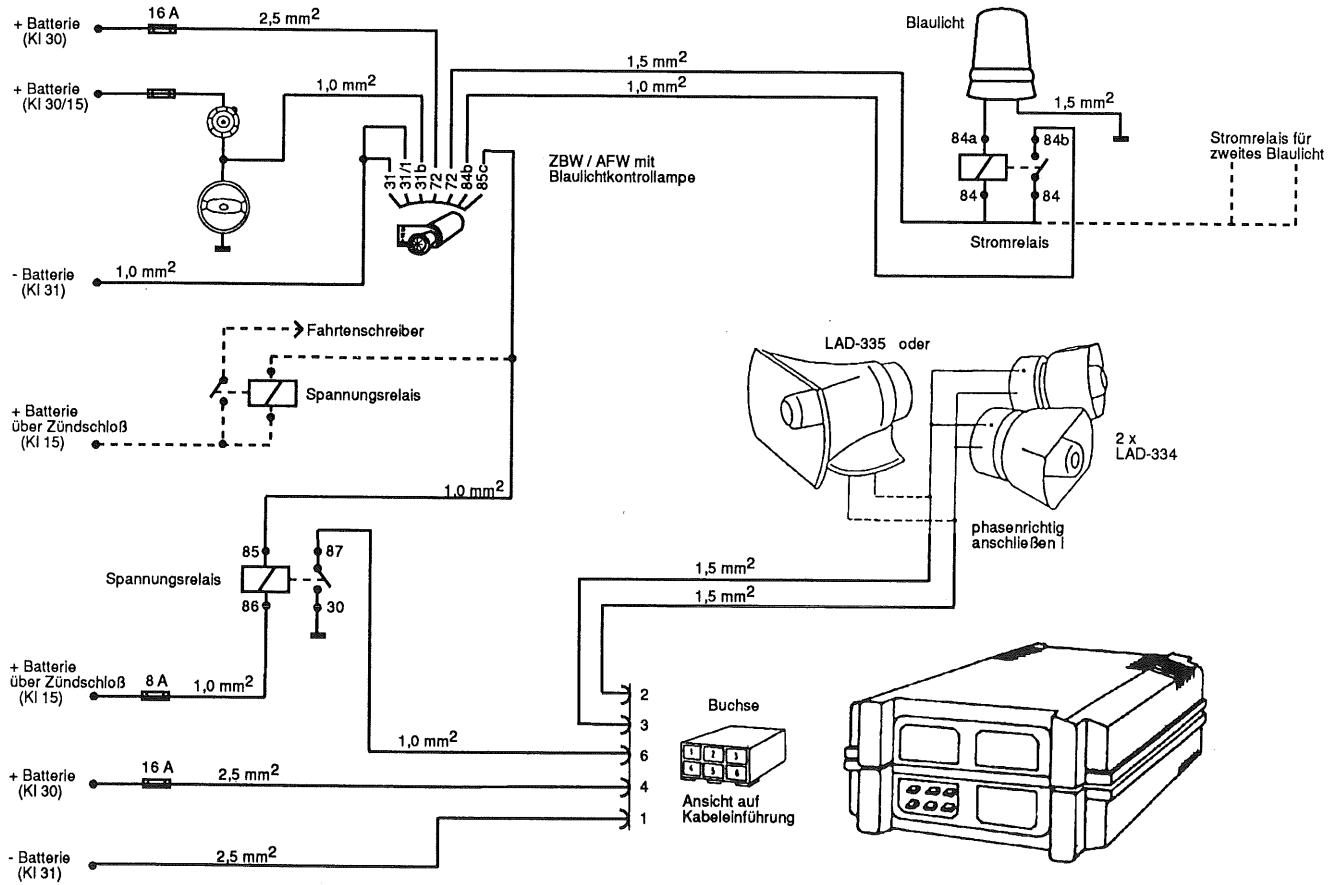 + Batterie
(Kl 30)
16 A
2,5 mm²
+ Batterie
(Kl 30/15)
1,0 mm²
31
31/1
31b
72
72
84b
85c
ZBW / AFW mit
Blaulichtkontrollampe
- Batterie
(Kl 31)
1,0 mm²
1,5 mm²
1,0 mm²
Blaulicht
1,5 mm²
84a
84b
84
84
Stromrelais
Stromrelais für
zweites Blaulicht
Fahrtenschreiber
Spannungsrelais
+ Batterie
über Zündschloß
(Kl 15)
1,0 mm²
LAD-335 oder
2 x
LAD-334
phasenrichtig
anschließen !
1,5 mm²
1,5 mm²
85
87
Spannungsrelais
86
30
+ Batterie
über Zündschloß
(Kl 15)
8 A
1,0 mm²
1,0 mm²
+ Batterie
(Kl 30)
16 A
2,5 mm²
- Batterie
(Kl 31)
2,5 mm²
2
3
6
4
1
Buchse
1 2 3
4 5 6
Ansicht auf
Kabeleinführung